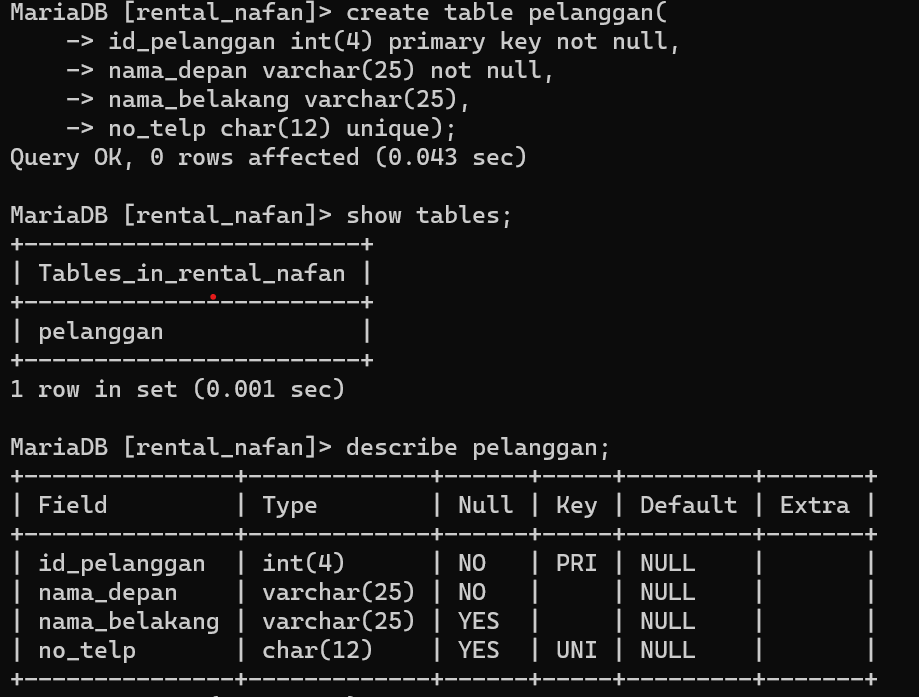 MariaDB [rental_nafan]> create table pelanggan(
    -> id_pelanggan int(4) primary key not null,
    -> nama_depan varchar(25) not null,
    -> nama_belakang varchar(25),
    -> no_telp char(12) unique);
Query OK, 0 rows affected (0.043 sec)

MariaDB [rental_nafan]> show tables;
+------------------------+
| Tables_in_rental_nafan |
+------------------------+
| pelanggan              |
+------------------------+
1 row in set (0.001 sec)

MariaDB [rental_nafan]> describe pelanggan;
+---------------+-------------+------+-----+---------+-------+
| Field         | Type        | Null | Key | Default | Extra |
+---------------+-------------+------+-----+---------+-------+
| id_pelanggan  | int(4)      | NO   | PRI | NULL    |       |
| nama_depan    | varchar(25) | NO   |     | NULL    |       |
| nama_belakang | varchar(25) | YES  |     | NULL    |       |
| no_telp       | char(12)    | YES  | UNI | NULL    |       |
+---------------+-------------+------+-----+---------+-------+